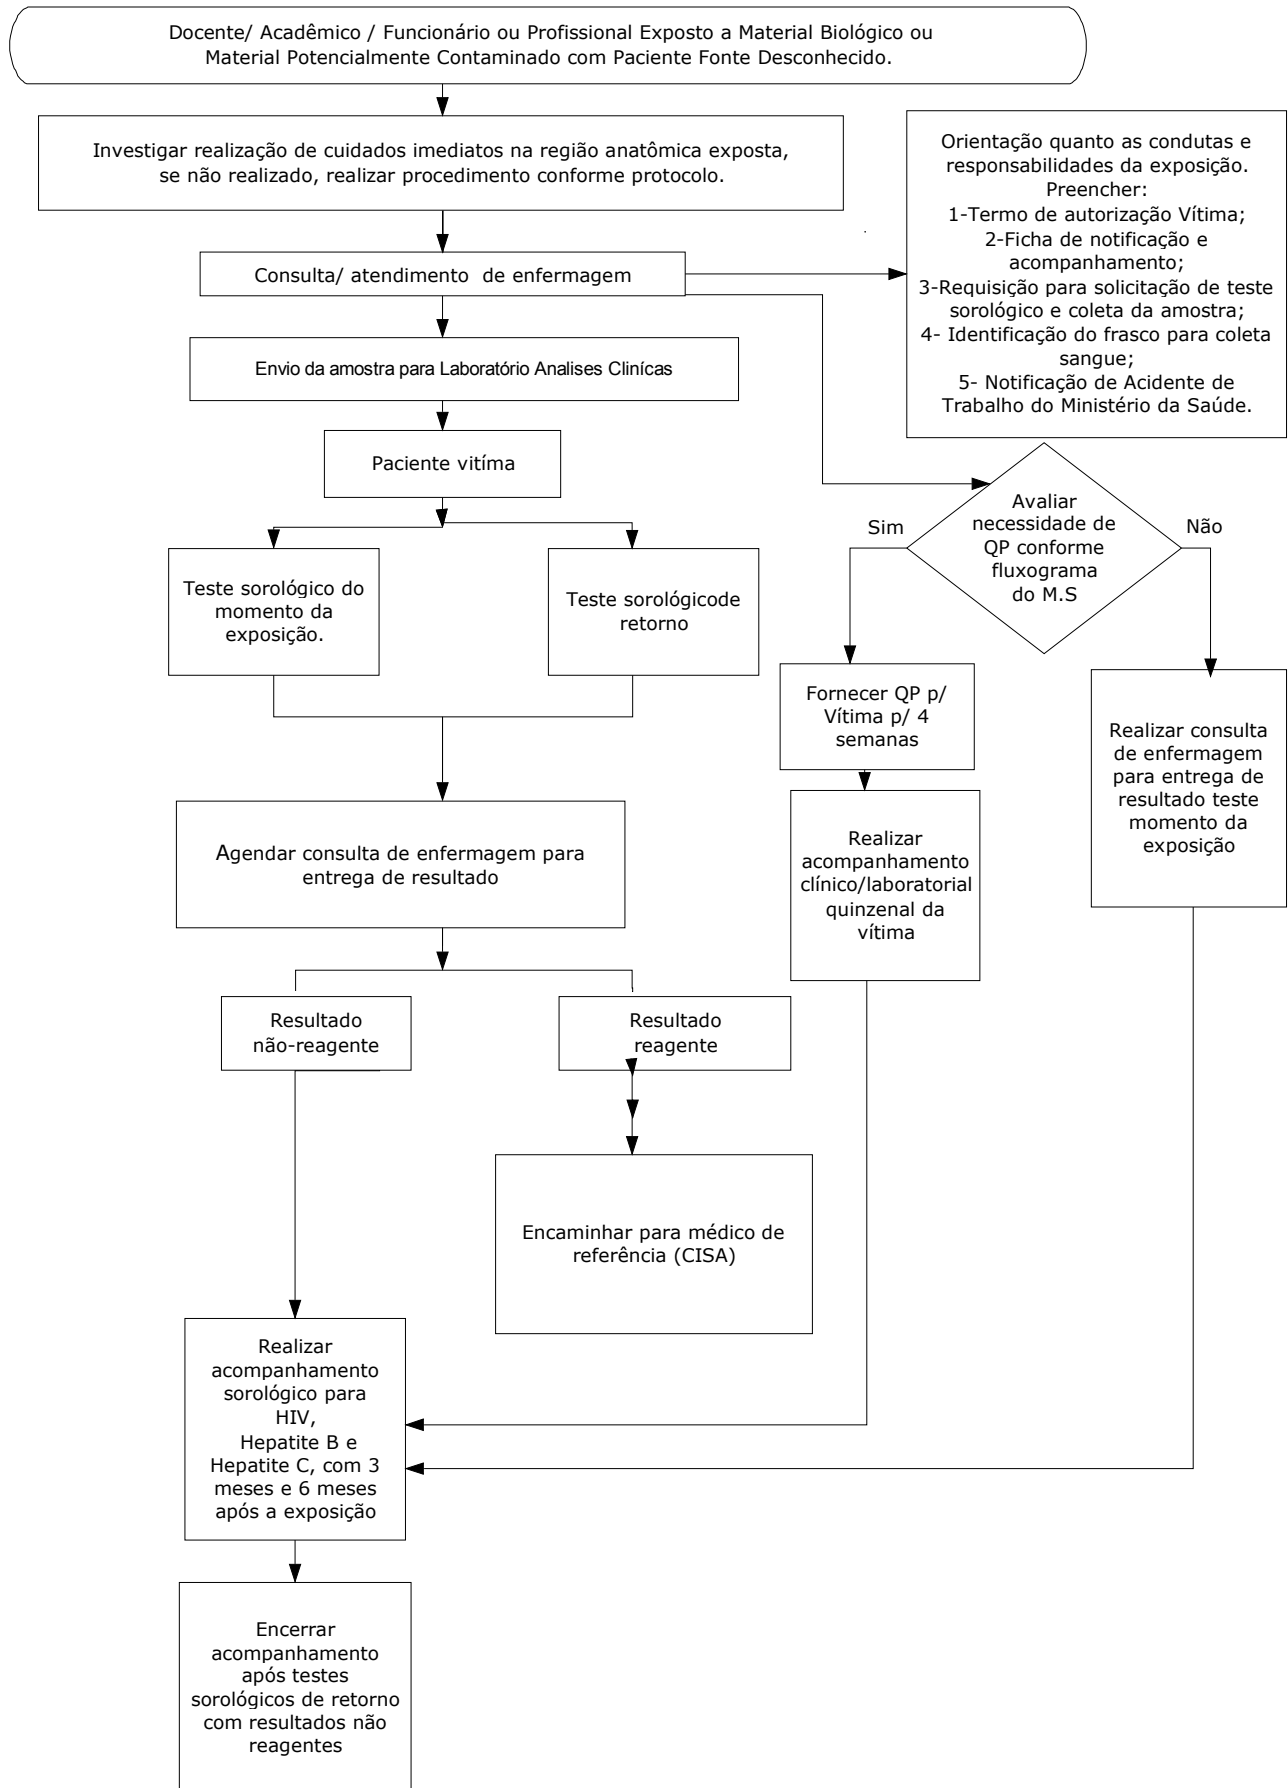 Docente/ Acadêmico / Funcionário ou Profissional Exposto a Material Biológico ou
Material Potencialmente Contaminado com Paciente Fonte Desconhecido.
Investigar realização de cuidados imediatos na região anatômica exposta,
se não realizado, realizar procedimento conforme protocolo.
Orientação quanto as condutas e
responsabilidades da exposição.
Preencher:
1-Termo de autorização Vítima;
2-Ficha de notificação e
acompanhamento;
3-Requisição para solicitação de teste
sorológico e coleta da amostra;
4- Identificação do frasco para coleta
sangue;
5- Notificação de Acidente de
Trabalho do Ministério da Saúde.
Consulta/ atendimento de enfermagem
Envio da amostra para Laboratório Analises Clinícas
Paciente vitíma
Avaliar
necessidade de
QP conforme
fluxograma
do M.S
Sim
Não
Teste sorológico do
momento da
exposição.
Teste sorológicode
retorno
Fornecer QP p/
Vítima p/ 4
semanas
Realizar consulta
de enfermagem
para entrega de
resultado teste
momento da
exposição
Realizar
acompanhamento
clínico/laboratorial
quinzenal da
vítima
Agendar consulta de enfermagem para
entrega de resultado
Resultado
não-reagente
Resultado
reagente
Encaminhar para médico de
referência (CISA)
Realizar
acompanhamento
sorológico para
HIV,
Hepatite B e
Hepatite C, com 3
meses e 6 meses
após a exposição
Encerrar
acompanhamento
após testes
sorológicos de retorno
com resultados não
reagentes